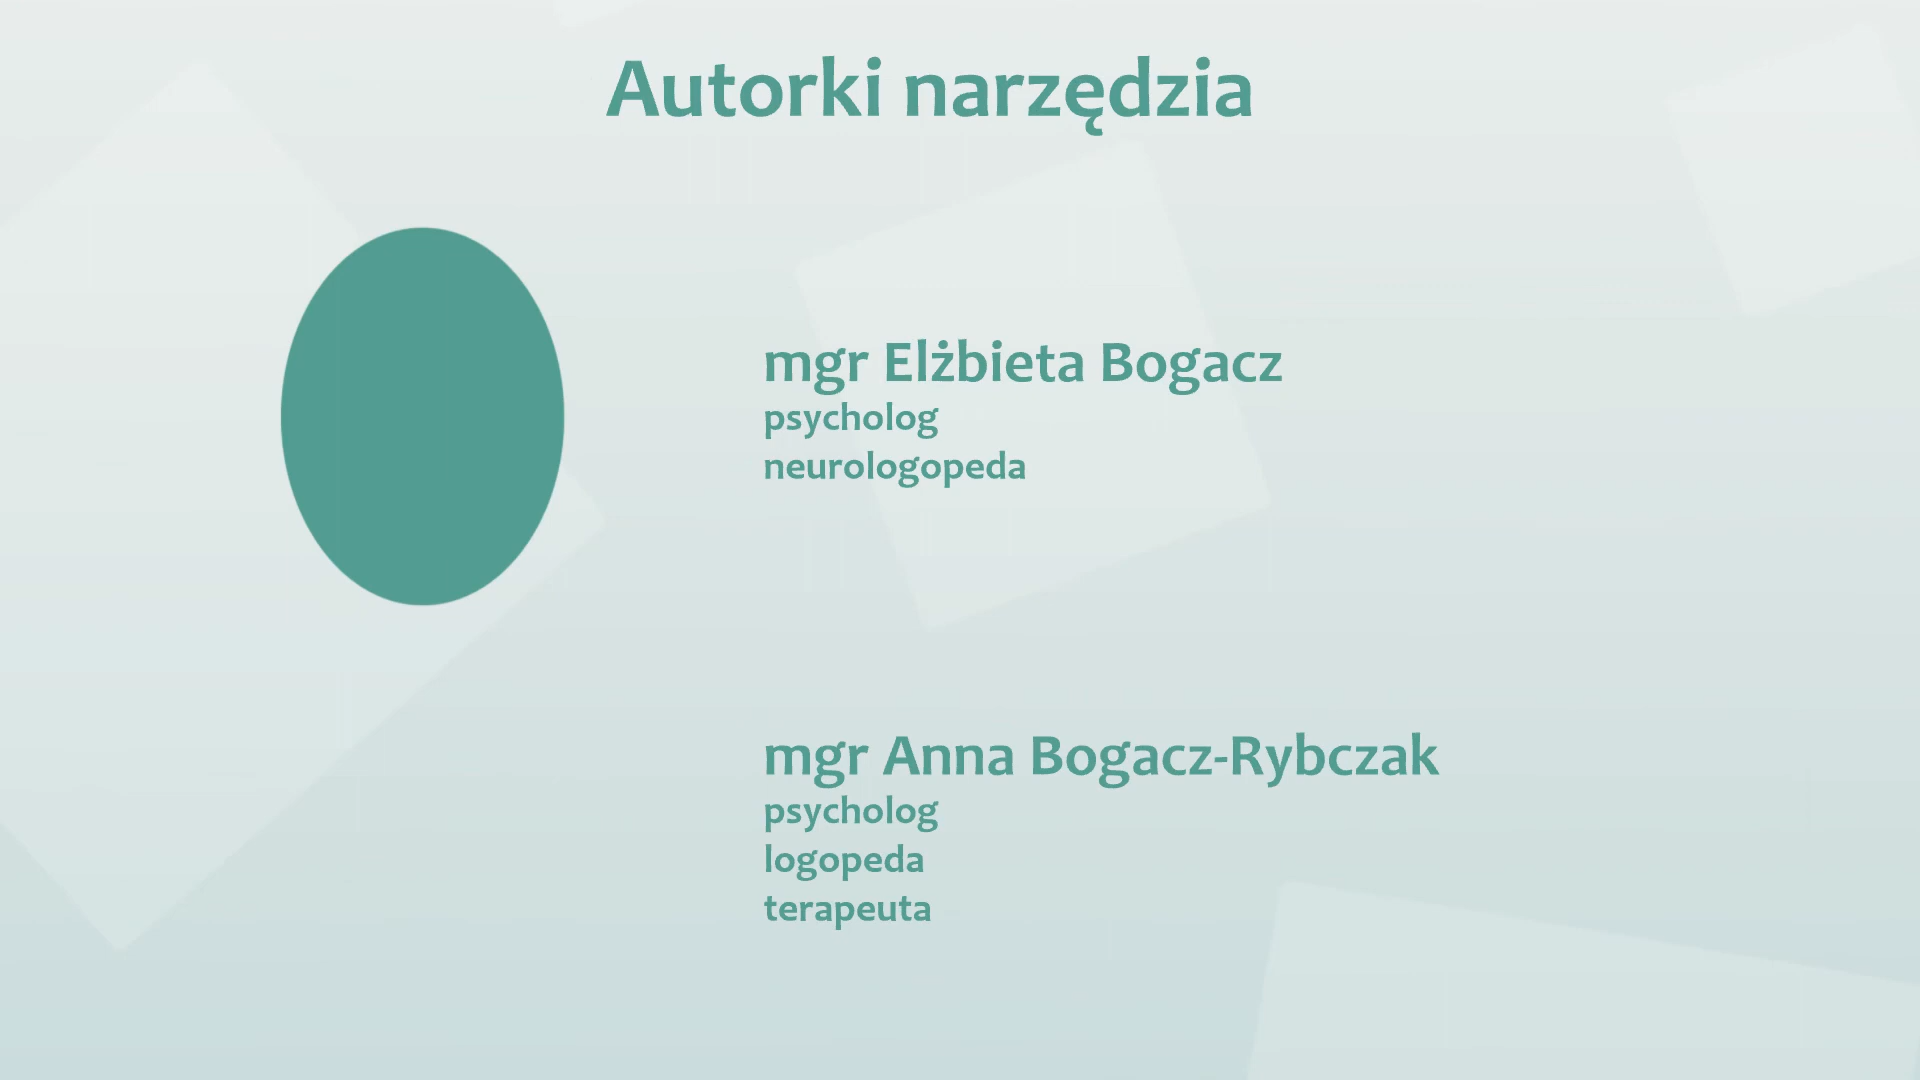 Autorki narzędzia
mgr Elżbieta Bogacz
psycholog
neurologopeda
mgr Anna Bogacz-Rybczak
psycholog
logopeda
terapeuta